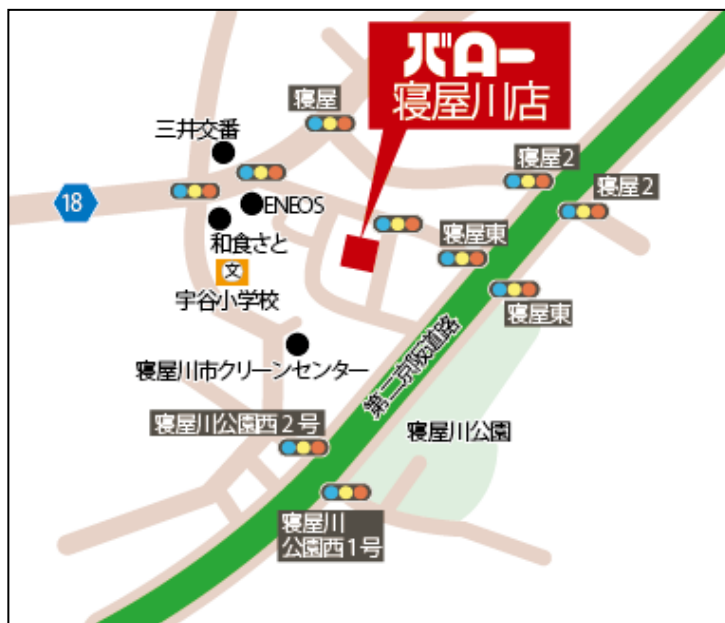 バロー
寝屋川店
寝屋
三井交番
寝屋2
寝屋2
18
ENEOS
和食さと
寝屋東
文
宇谷小学校
寝屋東
第二京阪道路
寝屋川市クリーンセンター
寝屋川公園西2号
寝屋川公園
寝屋川
公園西1号